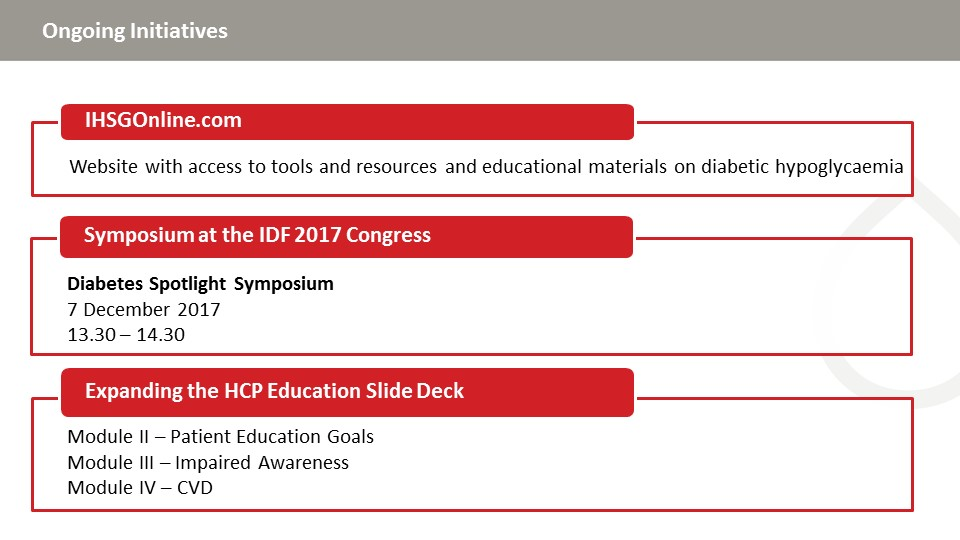 Ongoing Initiatives
IHSGOnline.com
Website with access to tools and resources and educational materials on diabetic hypoglycaemia
Symposium at the IDF 2017 Congress
Diabetes Spotlight Symposium
7 December 2017
13.30 – 14.30
Expanding the HCP Education Slide Deck
Module II – Patient Education Goals
Module III – Impaired Awareness
Module IV – CVD